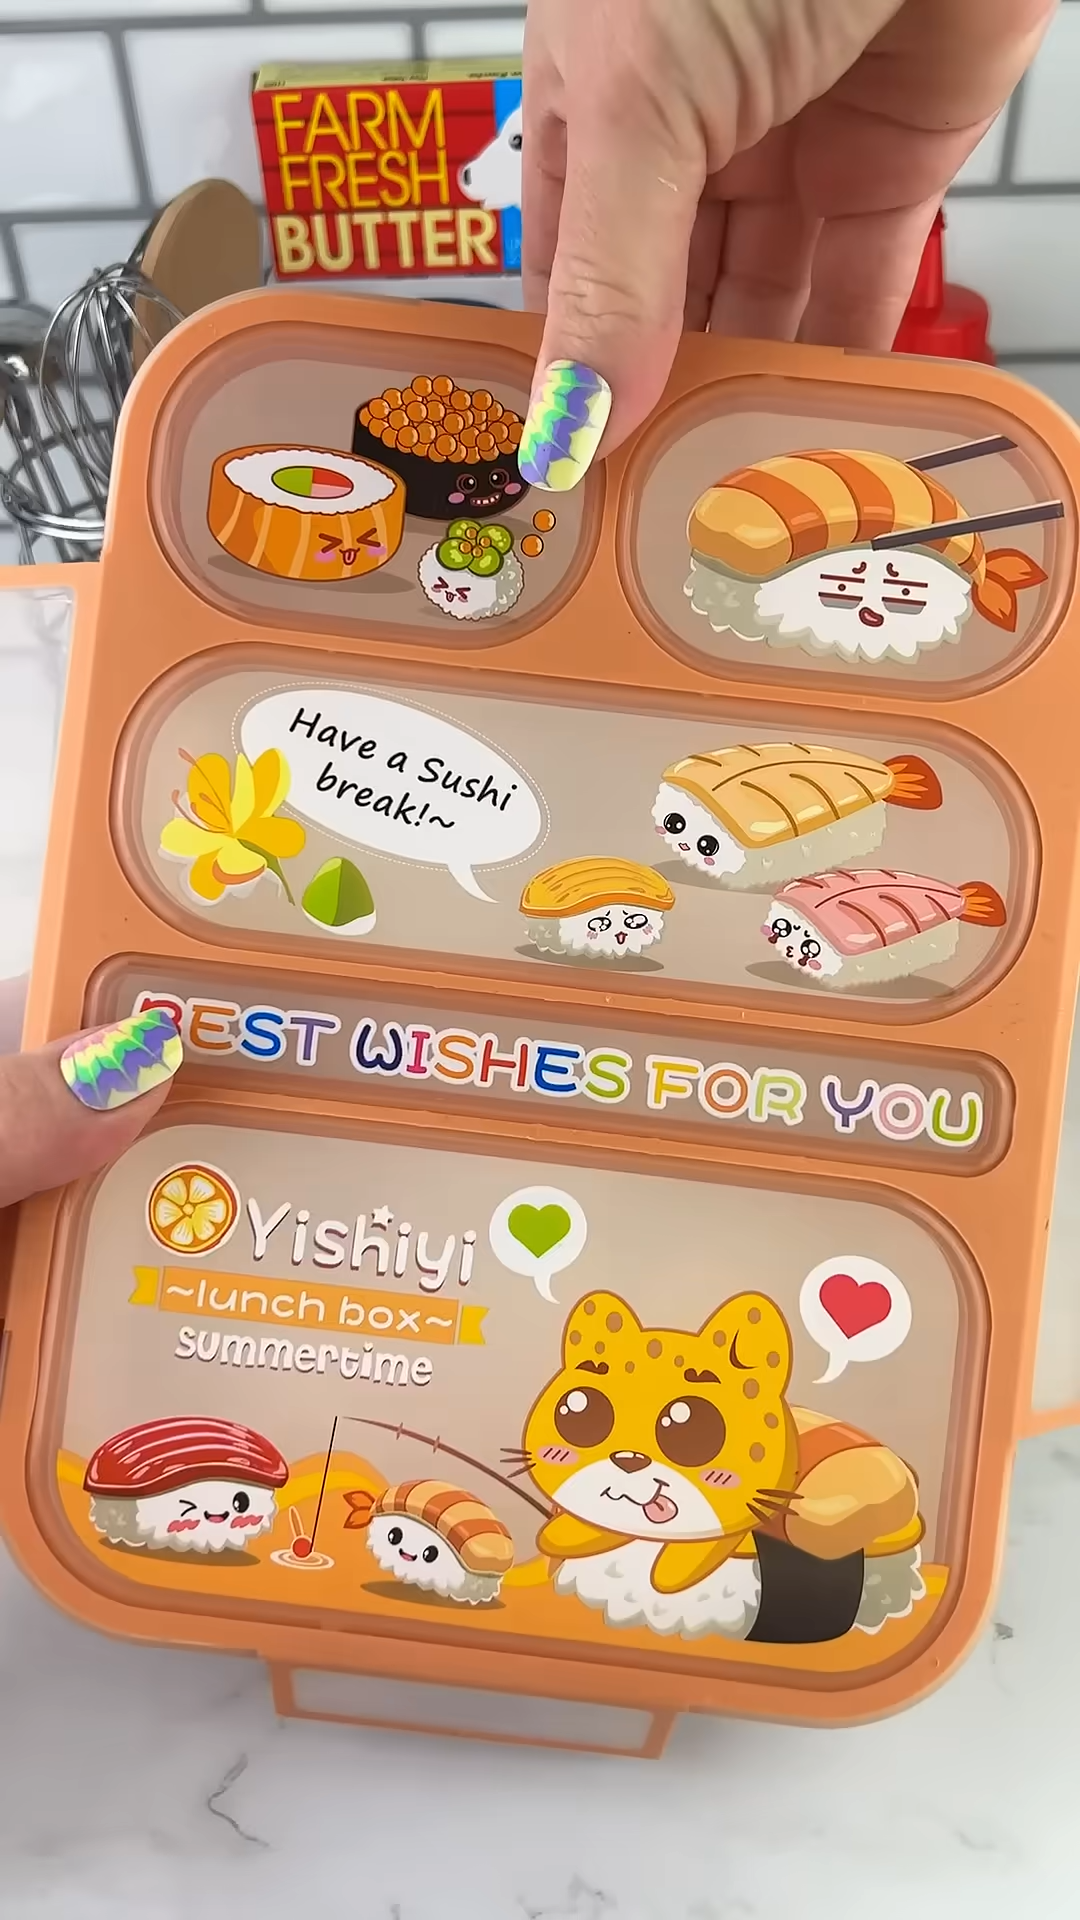 FARM
FRESH
BUTTER
Have a Sushi
break!~
BEST WISHES FOR YOU
Yishiyi
~lunch box~
summertime